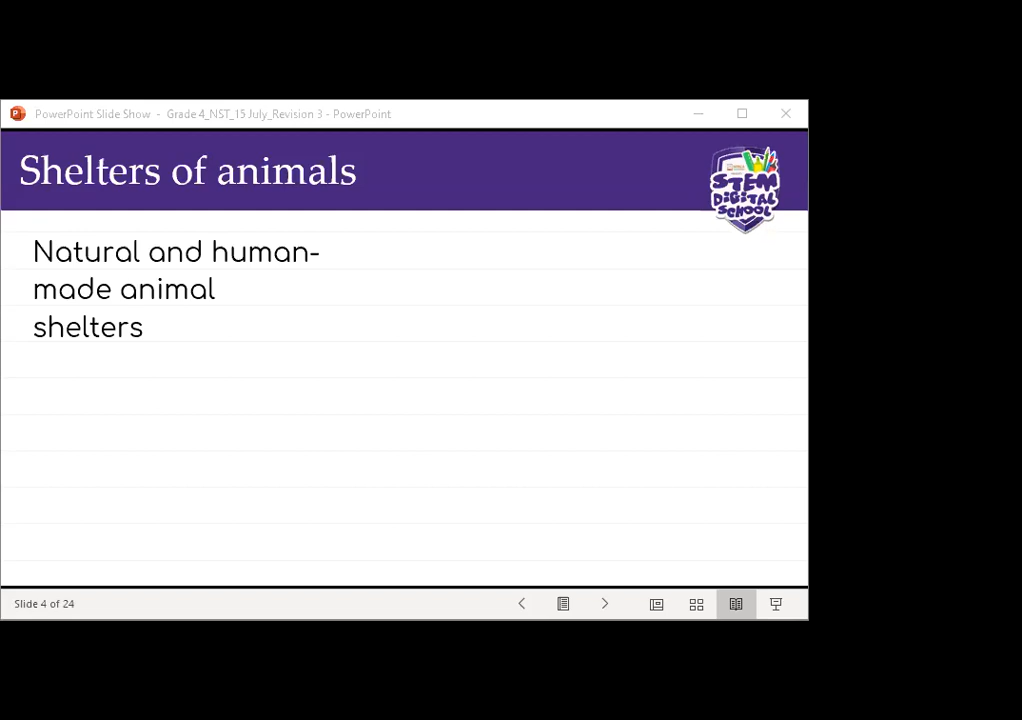 PowerPoint Slide Show - Grade 4_NST_15 July_Revision 3 - PowerPoint
Shelters of animals
STEM
DIGITAL
SCHOOL
Natural and human-
made animal
shelters
Slide 4 of 24